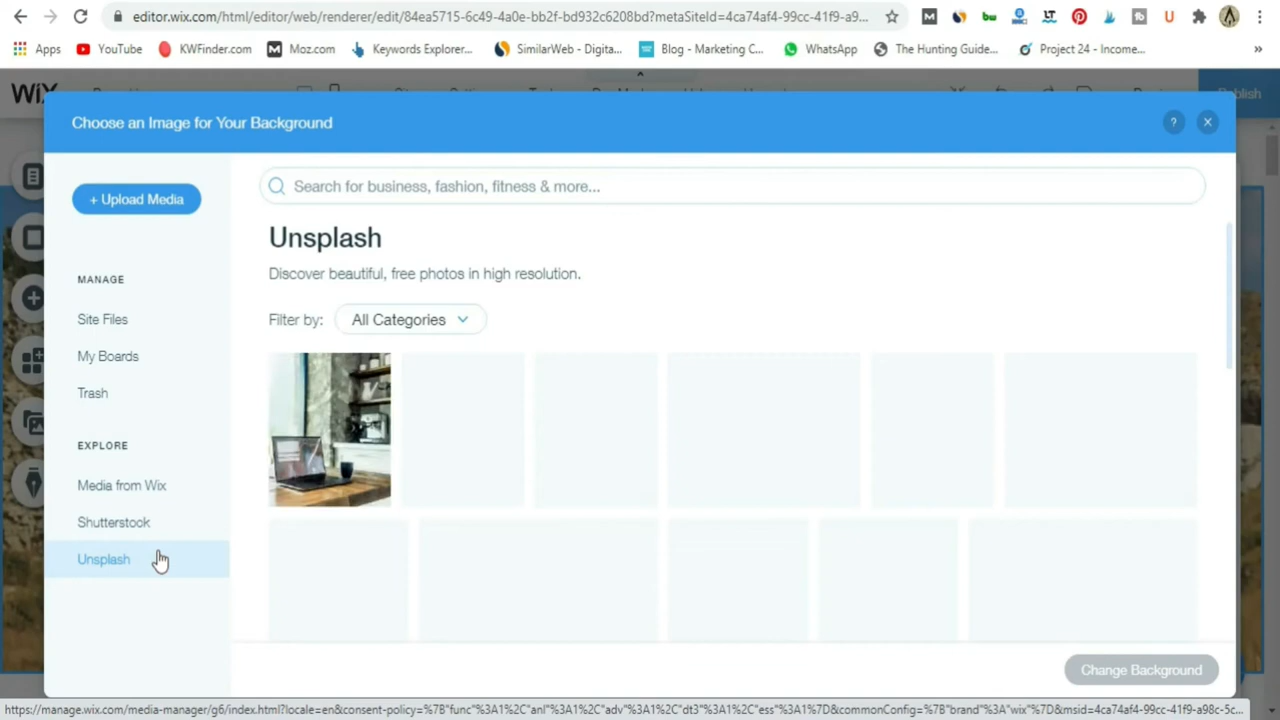 editor.wix.com/html/editor/web/renderer/edit/84ea5715-6c49-4a0e-bb2f-bd932c6208bd?metaSiteId=4ca74af4-99cc-41f9-a9...
Apps YouTube KWFinder.com Moz.com Keywords Explorer... SimilarWeb - Digita... Blog - Marketing C... WhatsApp The Hunting Guide... Project 24 - Income... »
WiX Publish
Choose an Image for Your Background ?
+ Upload Media
Search for business, fashion, fitness & more...
Unsplash
Discover beautiful, free photos in high resolution.
MANAGE
Filter by: All Categories
Site Files
My Boards
Trash
EXPLORE
Media from Wix
Shutterstock
Unsplash
Change Background
https://manage.wix.com/media-manager/g6/index.html?locale=en&consent-policy=%7B"func"%3A1%2C"anl"%3A1%2C"adv"%3A1%2C"dt3"%3A1%2C"ess"%3A1%7D&commonConfig=%7B"brand"%3A"wix"%7D&msid=4ca74af4-99cc-41f9-a98c-5c...